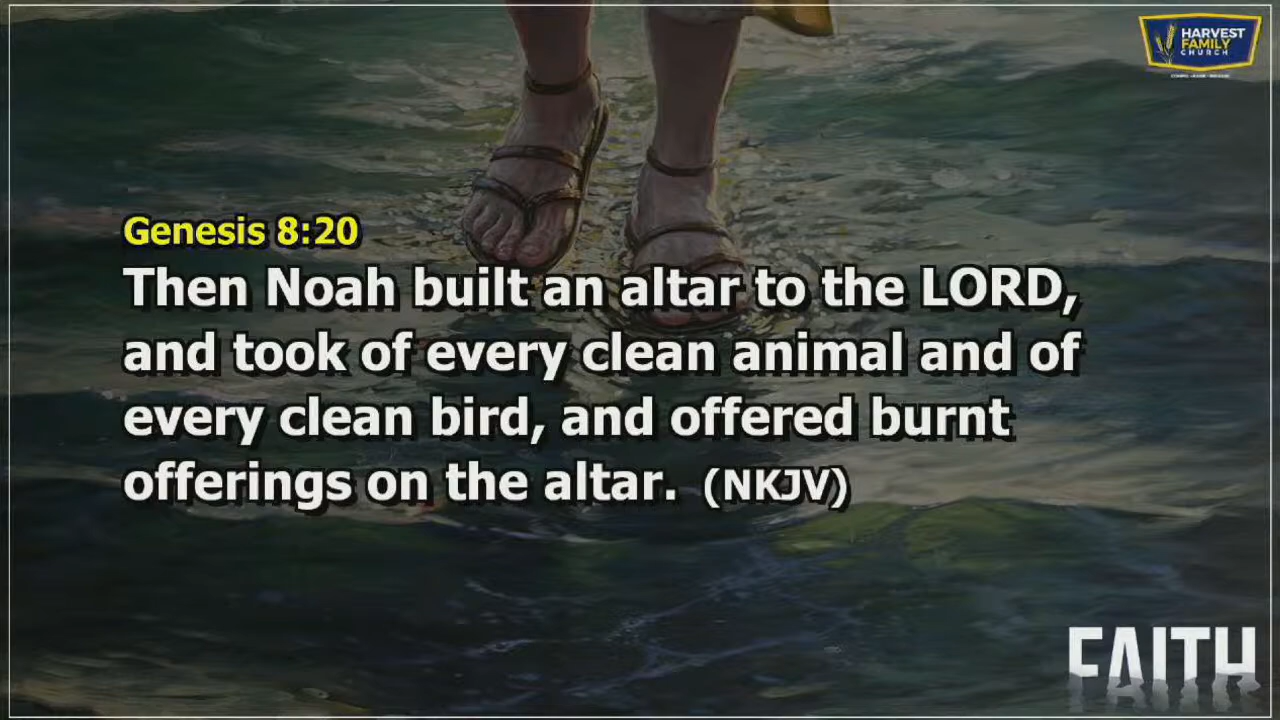 HARVEST
FAMILY
CHURCH
Genesis 8:20
Then Noah built an altar to the LORD,
and took of every clean animal and of
every clean bird, and offered burnt
offerings on the altar. (NKJV)
FAITH